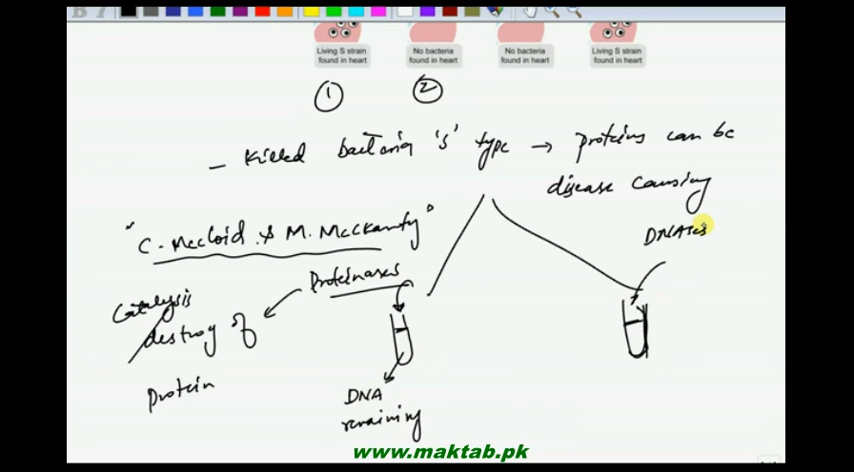 B I
Living S strain
found in heart
No bacteria
found in heart
No bacteria
found in heart
Living S strain
found in heart
1
2
- Killed bacteria 's' type → proteins can be
disease causing
"C. Mccloid & M. Mcckanty"
DNAses
Proteinases
Catalysis
destroy of
protein
DNA
remaining
www.maktab.pk